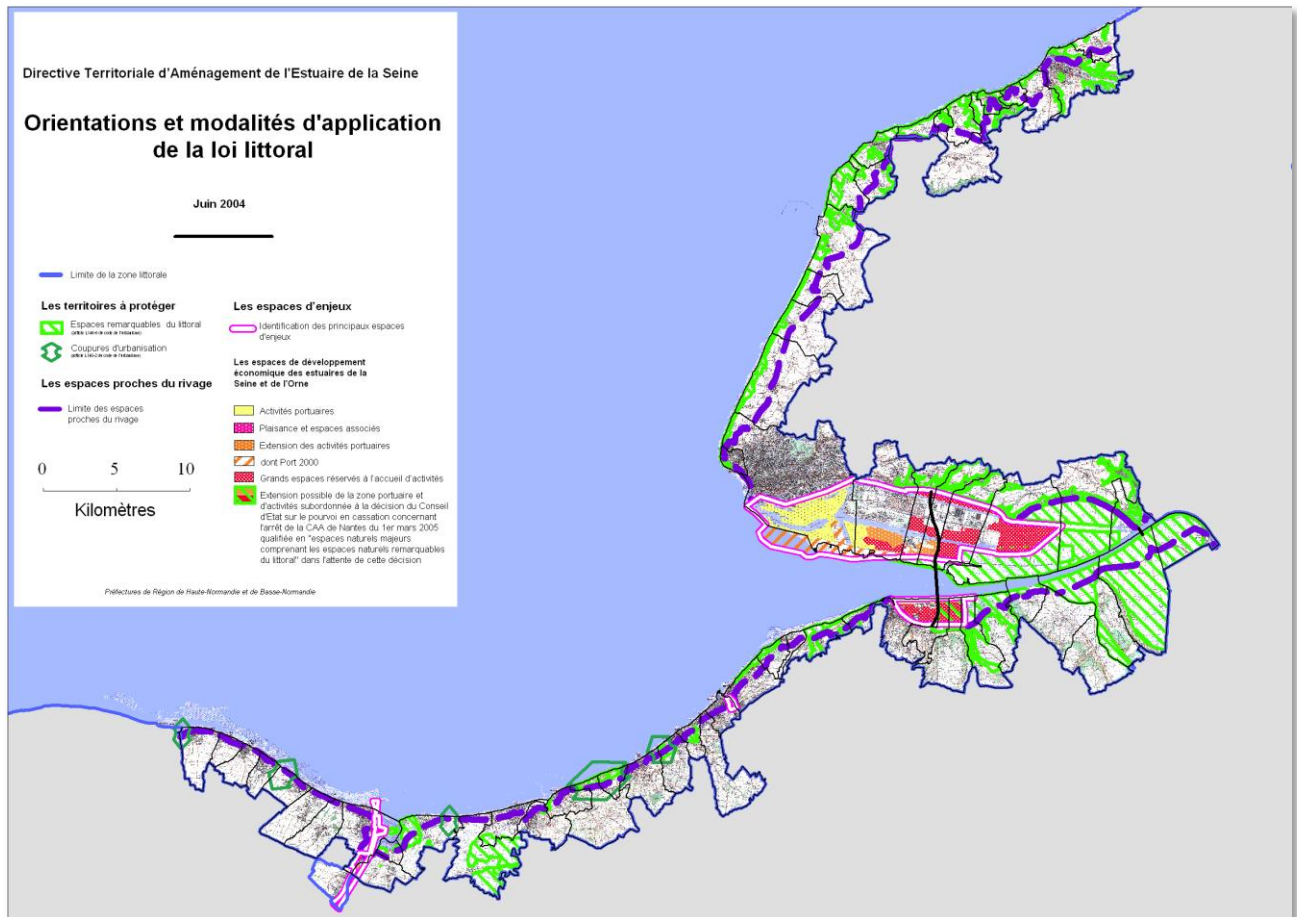 Directive Territoriale d'Aménagement de l'Estuaire de la Seine
Orientations et modalités d'application
de la loi littoral
Juin 2004
Limite de la zone littorale
Les territoires à protéger
Espaces remarquables du littoral
Coupures d'urbanisation
Les espaces proches du rivage
Limite des espaces
proches du rivage
0 5 10
Kilomètres
Les espaces d'enjeux
Identification des principaux espaces
d'enjeu
Les espaces de développement
économique des estuaires de la
Seine et de l'Orne
Activités portuaires
Plaisance et espaces associés
Extension des activités portuaires
dont Port 2000
Grands espaces réservés à l'accueil d'activités
Extension possible de la zone portuaire et
d'activités subordonnée à la décision du Conseil
d'Etat sur le pourvoi en cassation concernant
l'arrêt de la CAA de Nantes du 1er mars 2005
qualifiée en "espaces naturels majeurs
comprenant les espaces naturels remarquables
du littoral" dans l'attente de cette décision
Préfectures de Région de Haute-Normandie et de Basse-Normandie